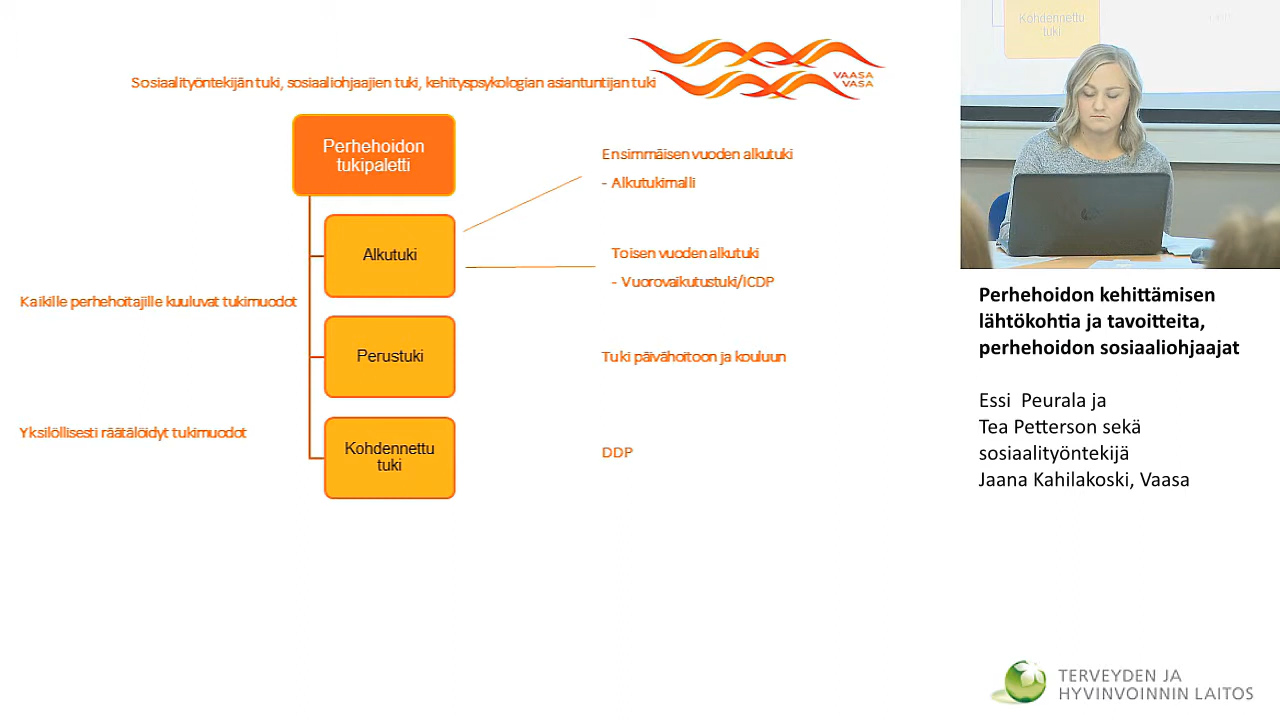 Sosiaalityöntekijän tuki, sosiaaliohjaajien tuki, kehityspsykologian asiantuntijan tuki
VAASA
VASA
Perhehoidon
tukipaletti
Ensimmäisen vuoden alkutuki
- Alkutukimalli
Alkutuki
Toisen vuoden alkutuki
- Vuorovaikutustuki/ICDP
Kaikille perhehoitajille kuuluvat tukimuodot
Perustuki
Tuki päivähoitoon ja kouluun
Yksilöllisesti räätälöidyt tukimuodot
Kohdennettu
tuki
DDP
Kohdennettu
tuki
Perhehoidon kehittämisen
lähtökohtia ja tavoitteita,
perhehoidon sosiaaliohjaajat
Essi Peurala ja
Tea Petterson sekä
sosiaalityöntekijä
Jaana Kahilakoski, Vaasa
TERVEYDEN JA
HYVINVOINNIN LAITOS